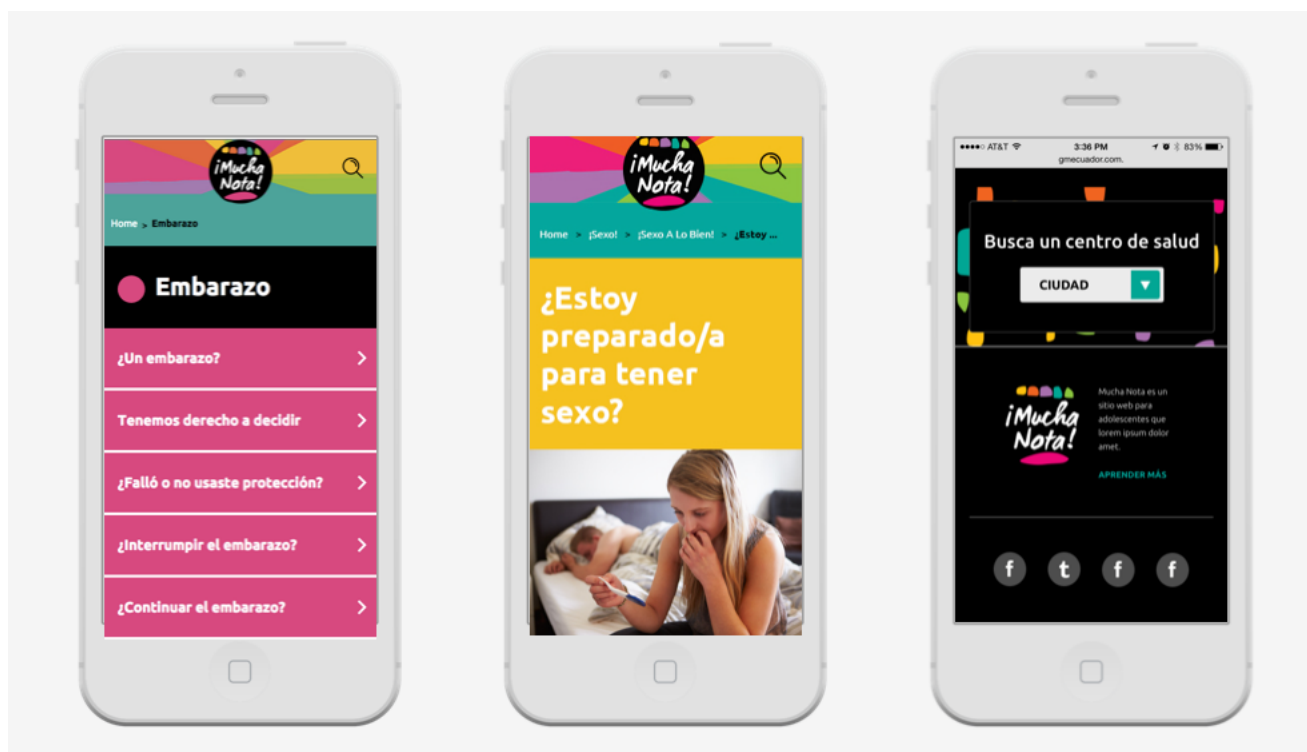 ¡Mucha
Nota!
Home > Embarazo
Embarazo
¿Un embarazo?
Tenemos derecho a decidir
¿Falló o no usaste protección?
¿Interrumpir el embarazo?
¿Continuar el embarazo?
¡Mucha
Nota!
Home > ¡Sexo! > ¡Sexo A Lo Bien! > ¿Estoy ...
¿Estoy
preparado/a
para tener
sexo?
AT&T 3:36 PM 83%
gmecuador.com.
Busca un centro de salud
CIUDAD
¡Mucha
Nota!
Mucha Nota es un
sitio web para
adolescentes que
lorem ipsum dolor
amet.
APRENDER MÁS
f t f f